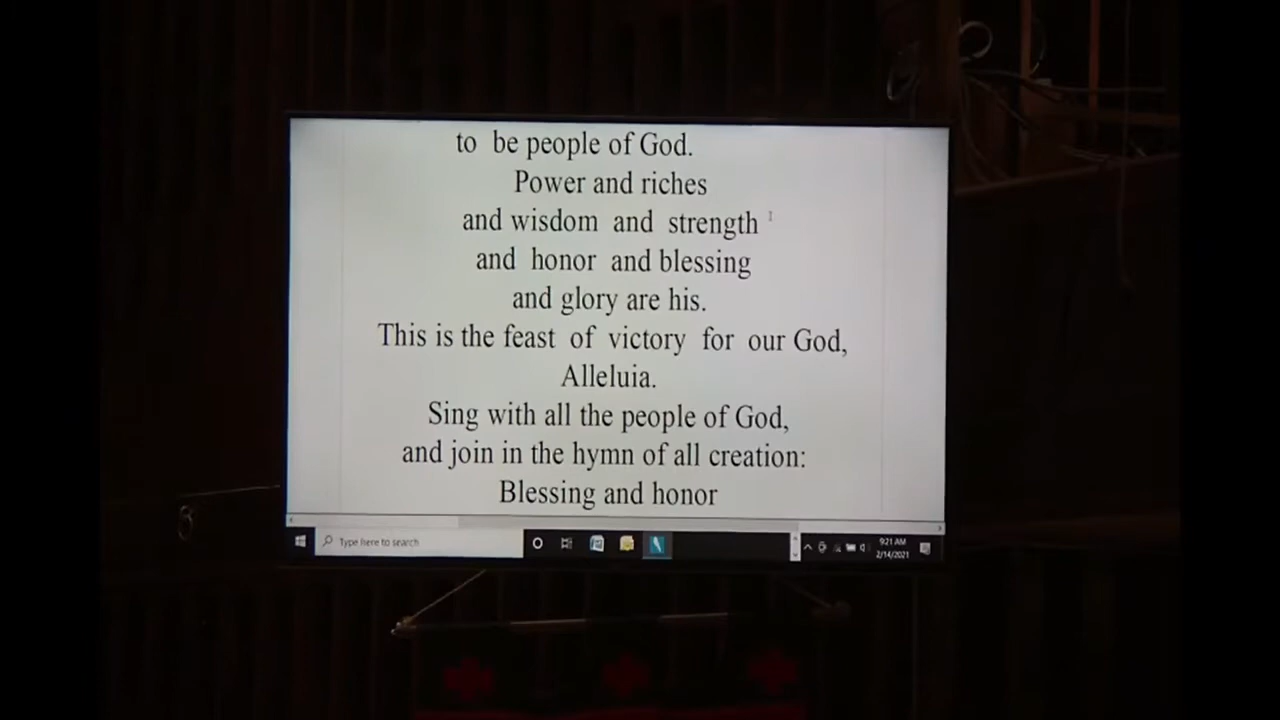 to be people of God.
Power and riches
and wisdom and strength
and honor and blessing
and glory are his.
This is the feast of victory for our God,
Alleluia.
Sing with all the people of God,
and join in the hymn of all creation:
Blessing and honor
Type here to search
9:21 AM
2/14/2021